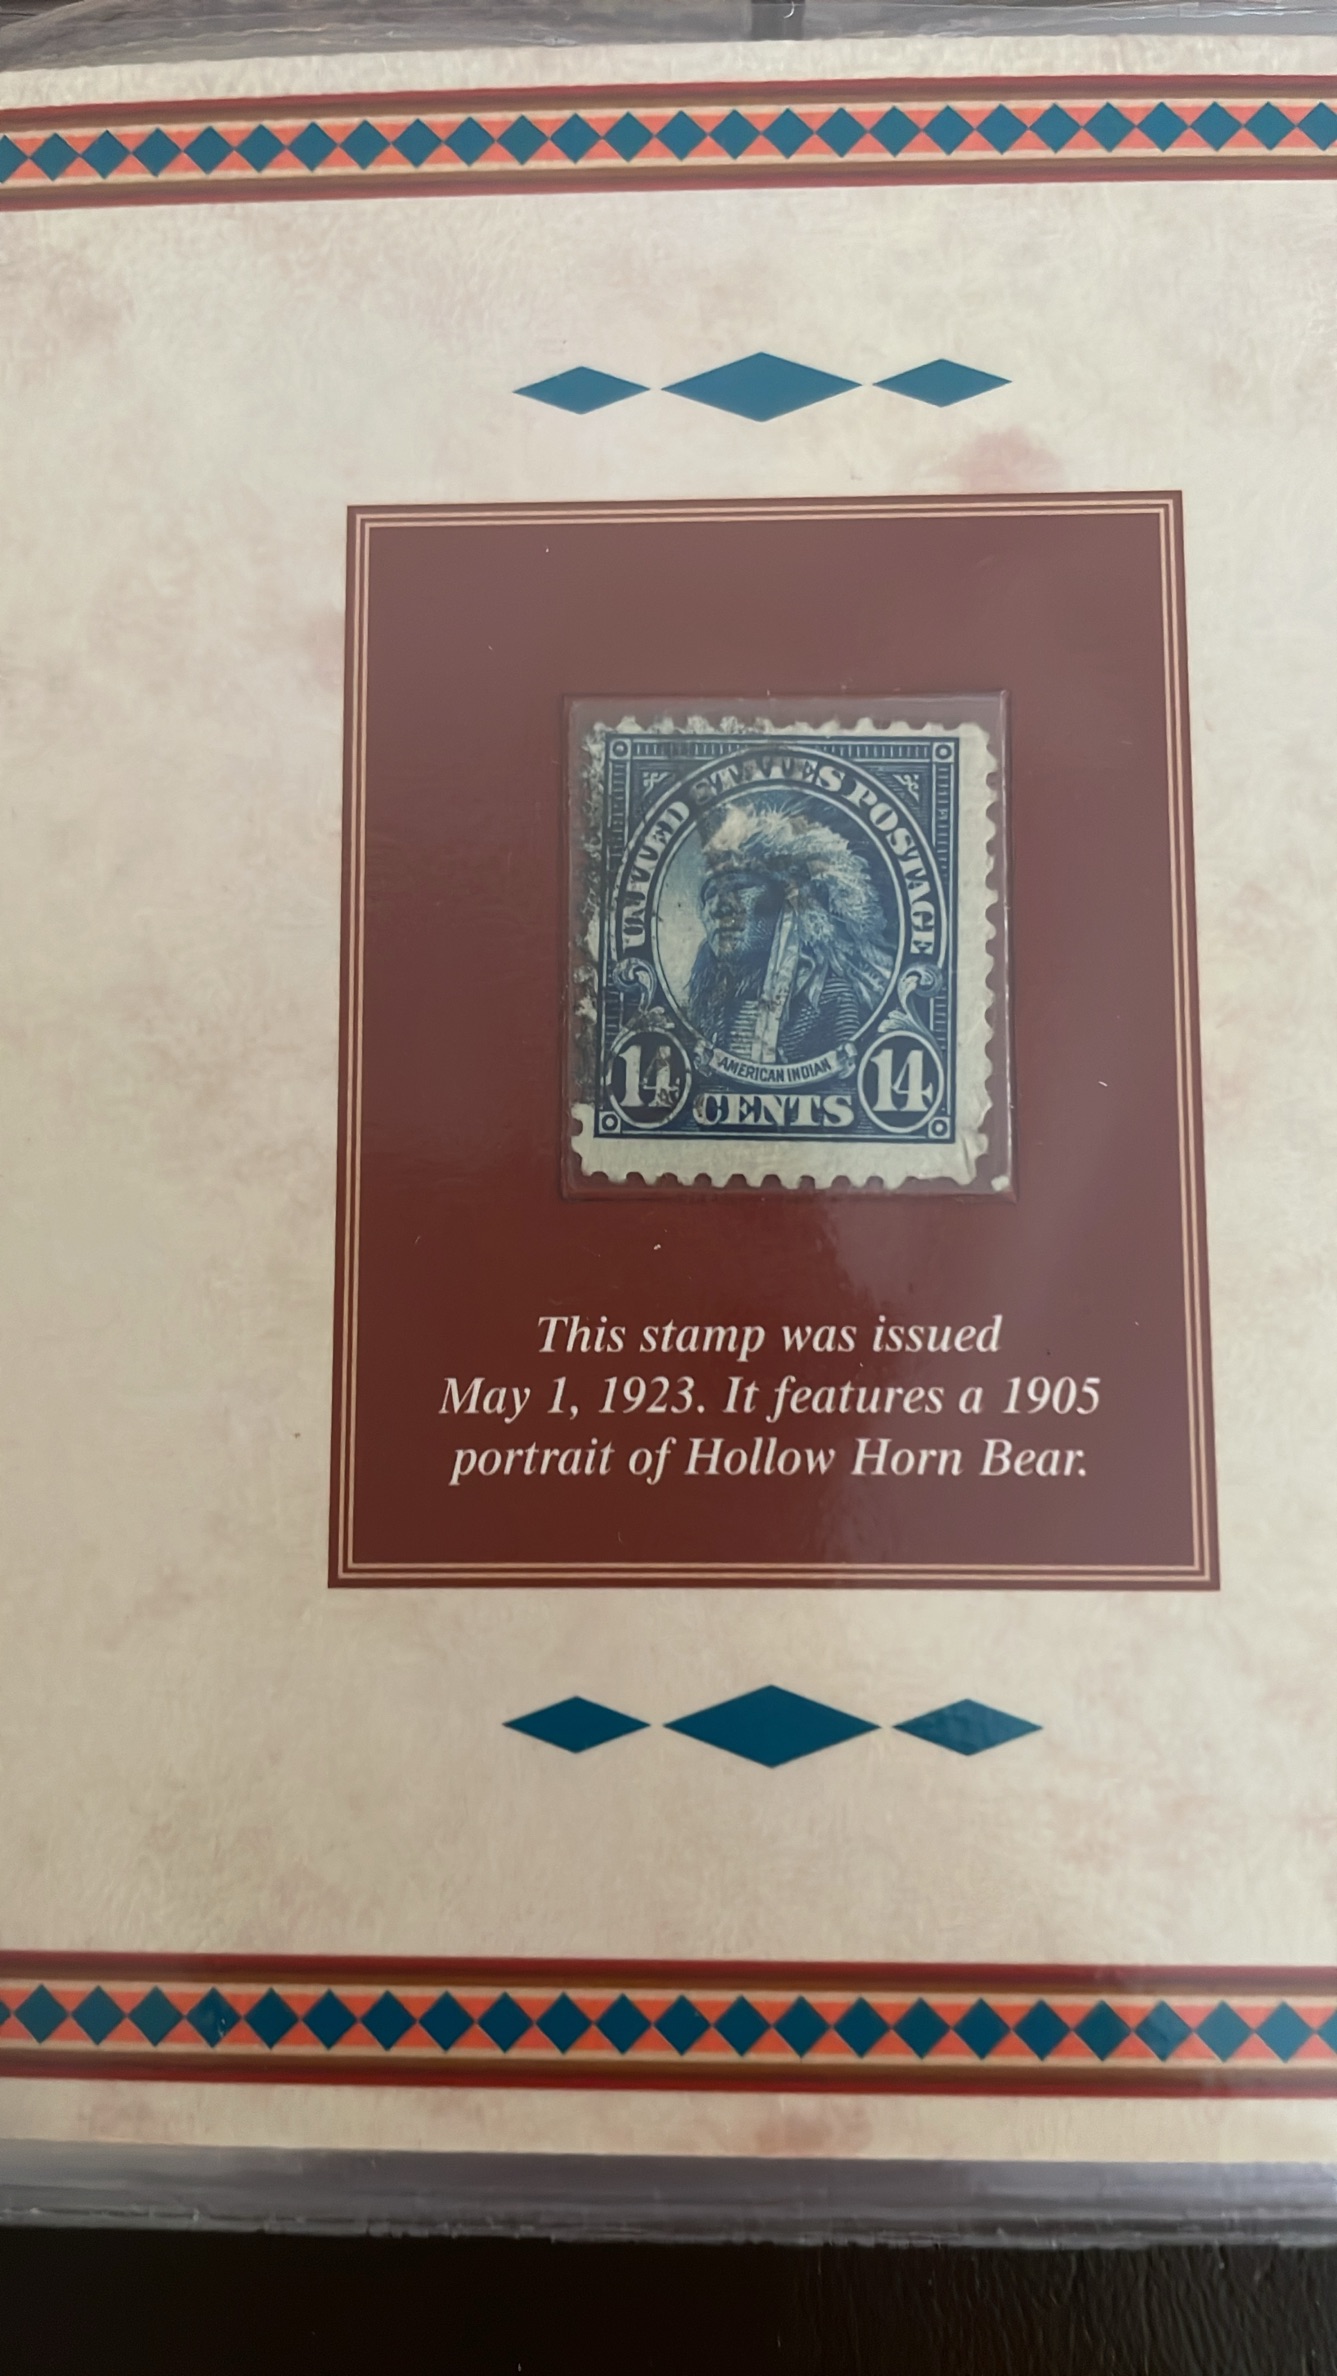 UNITED STATES POSTAGE
AMERICAN INDIAN
14 CENTS 14
This stamp was issued
May 1, 1923. It features a 1905
portrait of Hollow Horn Bear.